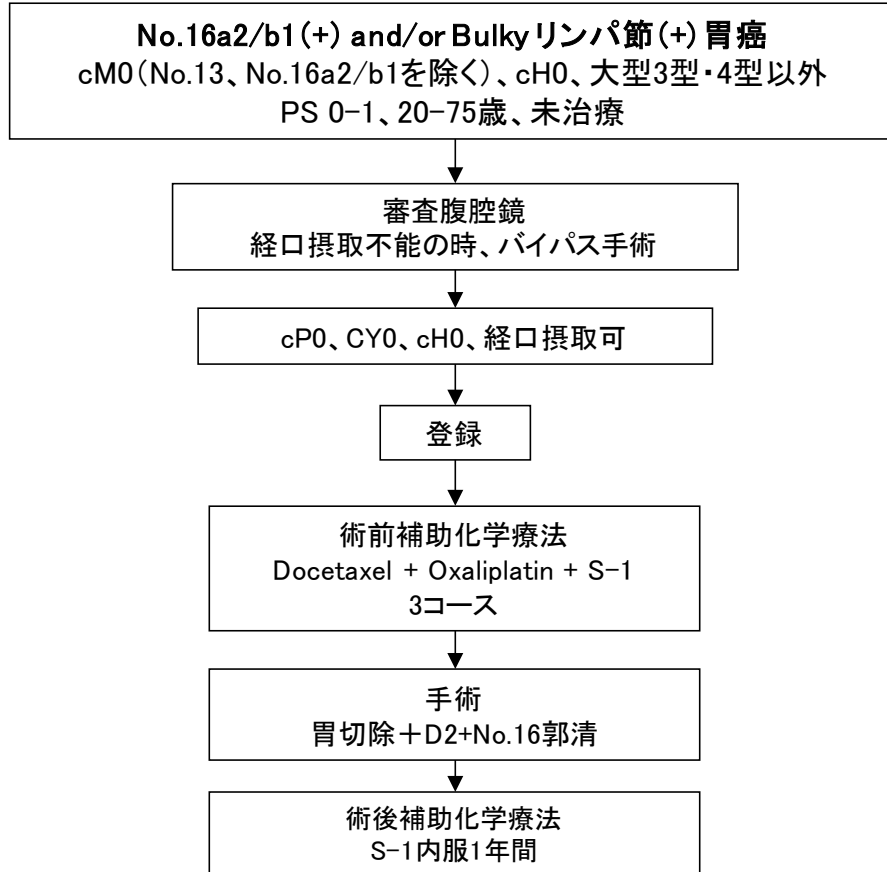 No.16a2/b1(+) and/or Bulkyリンパ節(+)胃癌
cM0(No.13、No.16a2/b1を除く)、cH0、大型3型・4型以外
PS 0-1、20-75歳、未治療
審査腹腔鏡
経口摂取不能の時、バイパス手術
cP0、CY0、cH0、経口摂取可
登録
術前補助化学療法
Docetaxel + Oxaliplatin + S-1
3コース
手術
胃切除+D2+No.16郭清
術後補助化学療法
S-1内服1年間